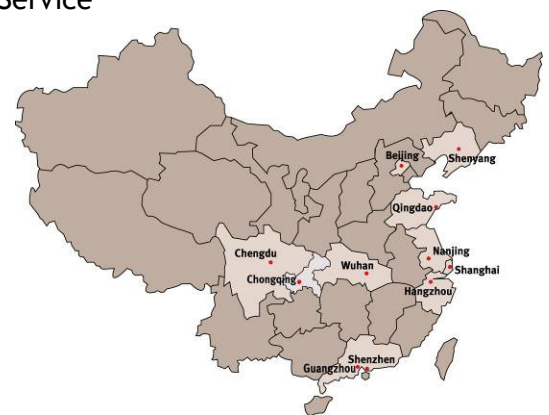 Service
Beijing
Shenyang
Qingdao
Nanjing
Shanghai
Chengdu
Wuhan
Chongqing
Hangzhou
Shenzhen
Guangzhou